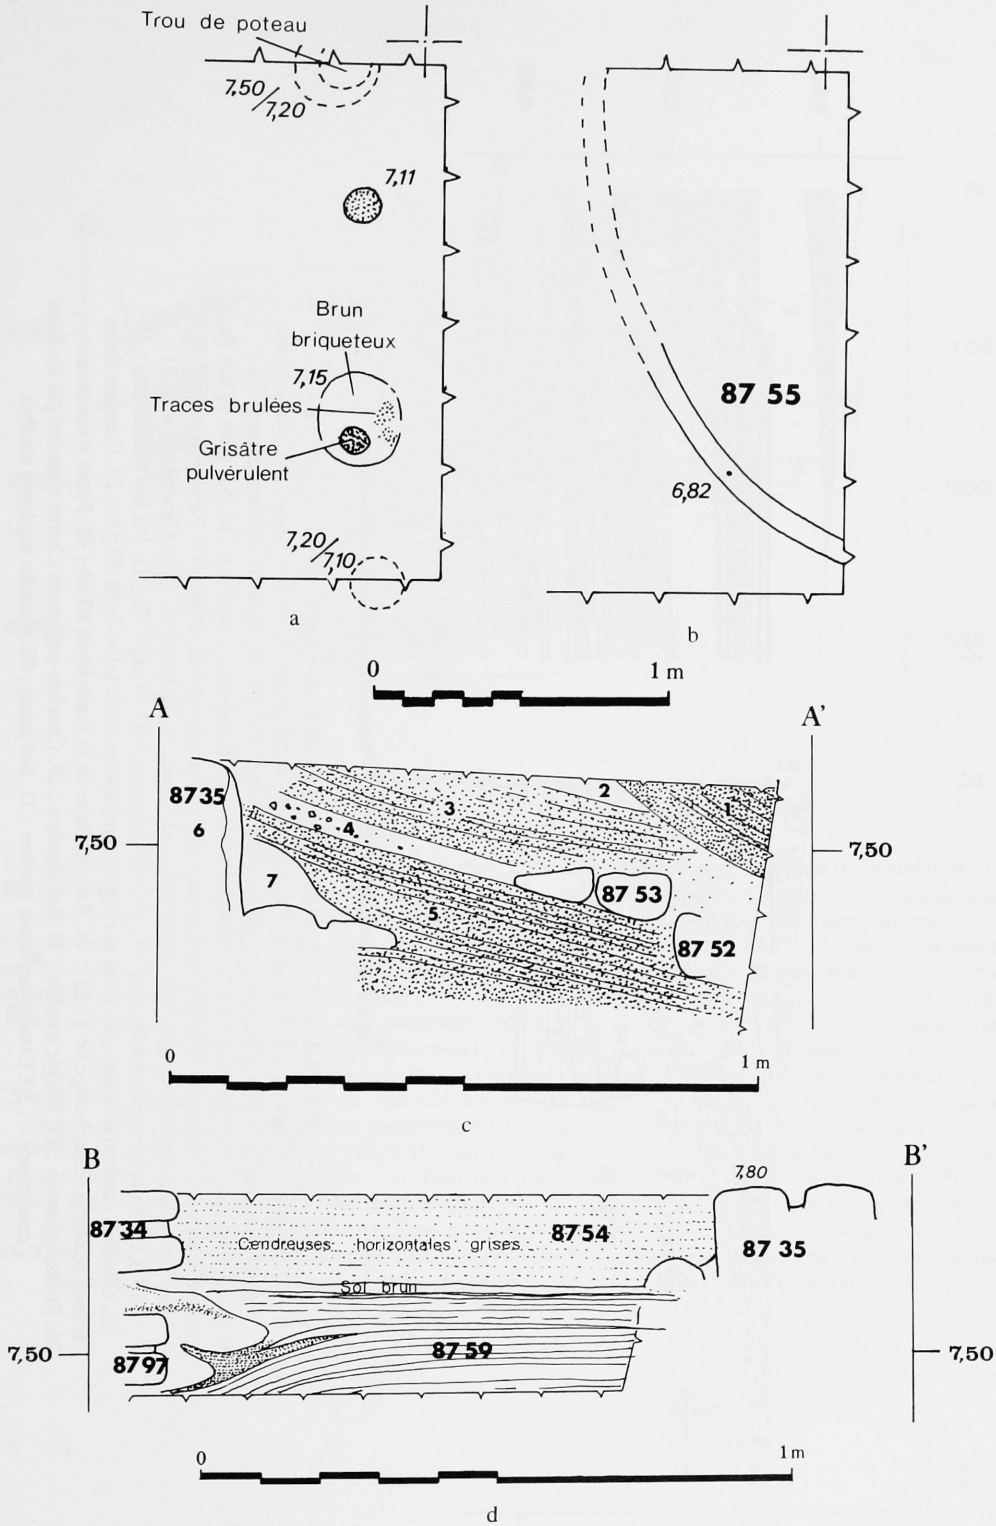 Trou de poteau
7,50/7,20
7,11
Brun
briqueteux
7,15
Traces brulées
Grisâtre
pulvérulent
7,20/7,10
a
87 55
6,82
b
0 1 m
A A'
8735
6
7,50
7
4
3
5
2
1
87 53
87 52
7,50
0 1 m
c
B B'
7,80
87 34
Cendreuses horizontales grises
87 54
87 35
Sol brun
7,50
87 97
87 59
7,50
0 1 m
d